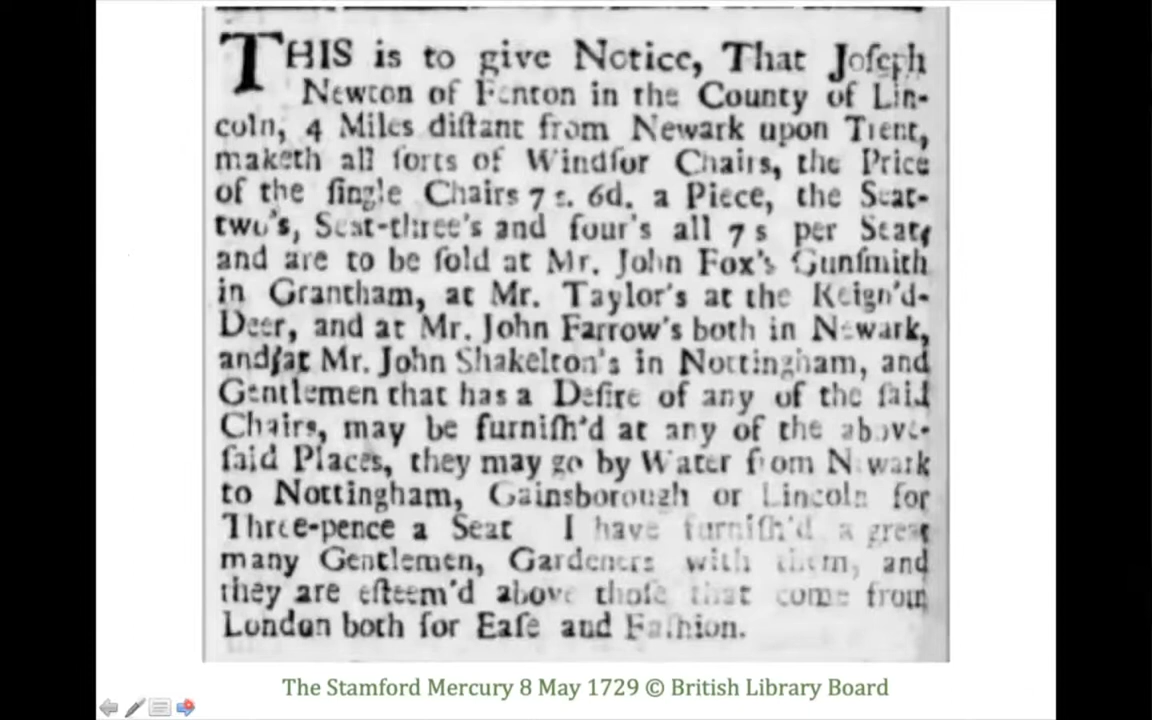 THIS is to give Notice, That Joſeph
Newton of Fenton in the County of Lin-
coln, 4 Miles diſtant from Newark upon Trent,
maketh all ſorts of Windſor Chairs, the Price
of the ſingle Chairs 7 s. 6d. a Piece, the Seat-
two's, Seat-three's and four's all 7 s per Seat,
and are to be ſold at Mr. John Fox's Gunſmith
in Grantham, at Mr. Taylor's at the Reign'd-
Deer, and at Mr. John Farrow's both in Newark,
and at Mr. John Shakelton's in Nottingham, and
Gentlemen that has a Deſire of any of the ſaid
Chairs, may be furniſh'd at any of the above-
ſaid Places, they may go by Water from Newark
to Nottingham, Gainsborough or Lincoln for
Three-pence a Seat I have furniſh'd a great
many Gentlemen, Gardeners with them, and
they are eſteem'd above thoſe that come from
London both for Eaſe and Faſhion.
The Stamford Mercury 8 May 1729 © British Library Board